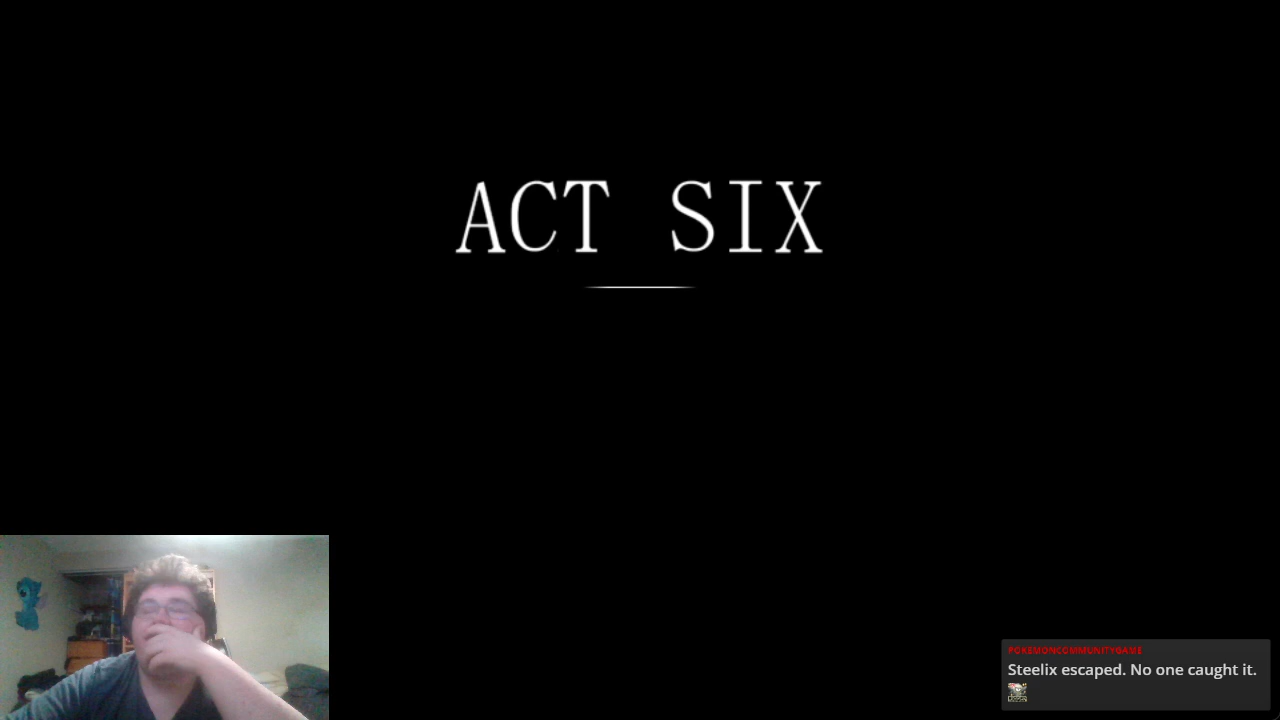 ACT SIX
POKEMONCOMMUNITYGAME
Steelix escaped. No one caught it.